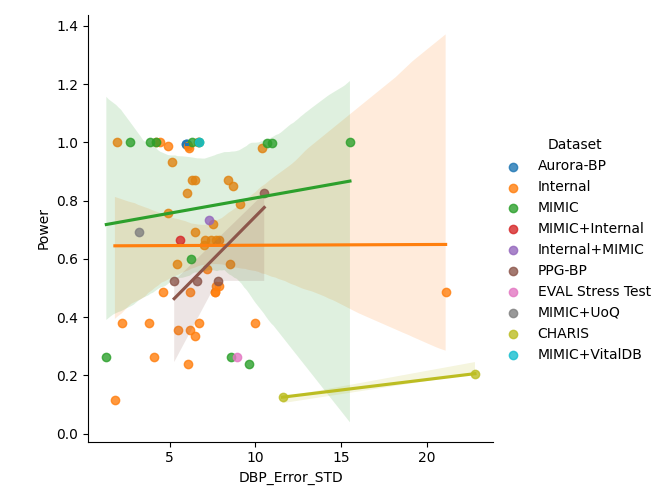 1.4
1.2
1.0
0.8
0.6
0.4
0.2
0.0
Power
5 10 15 20
DBP_Error_STD
Dataset
Aurora-BP
Internal
MIMIC
MIMIC+Internal
Internal+MIMIC
PPG-BP
EVAL Stress Test
MIMIC+UoQ
CHARIS
MIMIC+VitalDB